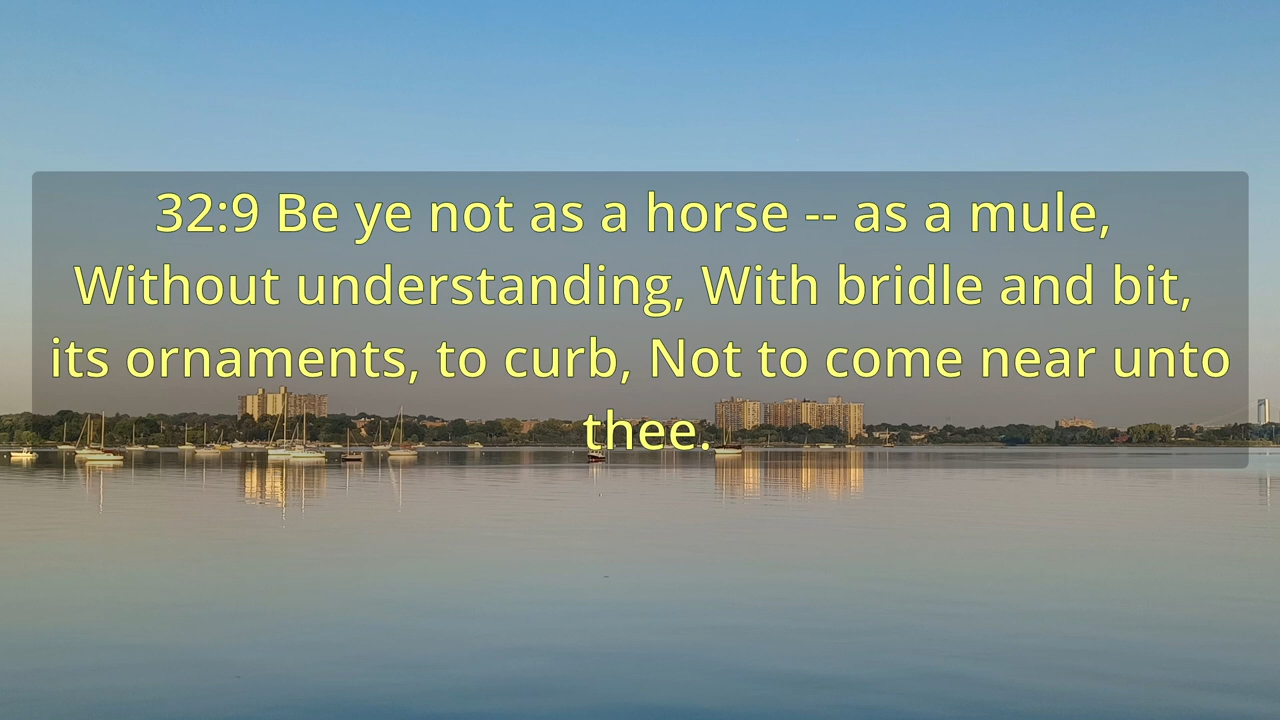 32:9 Be ye not as a horse -- as a mule,
Without understanding, With bridle and bit,
its ornaments, to curb, Not to come near unto
thee.